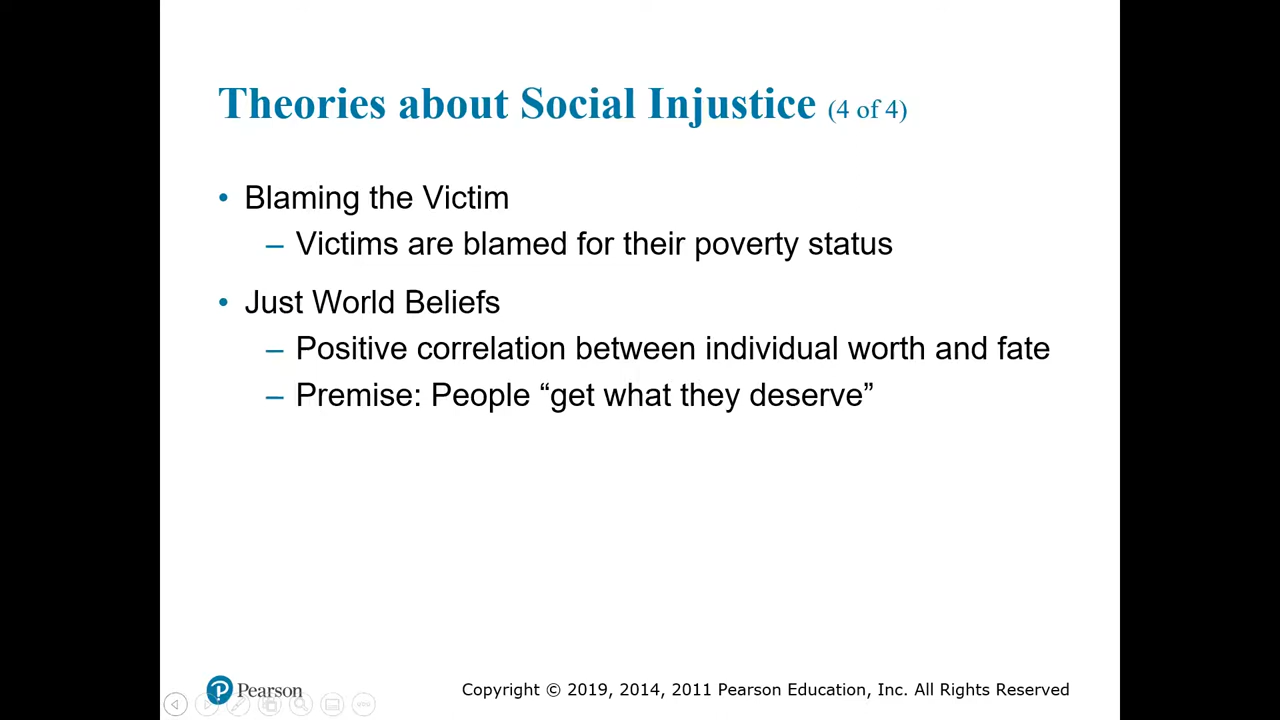 Theories about Social Injustice (4 of 4)
• Blaming the Victim
– Victims are blamed for their poverty status
• Just World Beliefs
– Positive correlation between individual worth and fate
– Premise: People “get what they deserve”
Pearson
Copyright © 2019, 2014, 2011 Pearson Education, Inc. All Rights Reserved